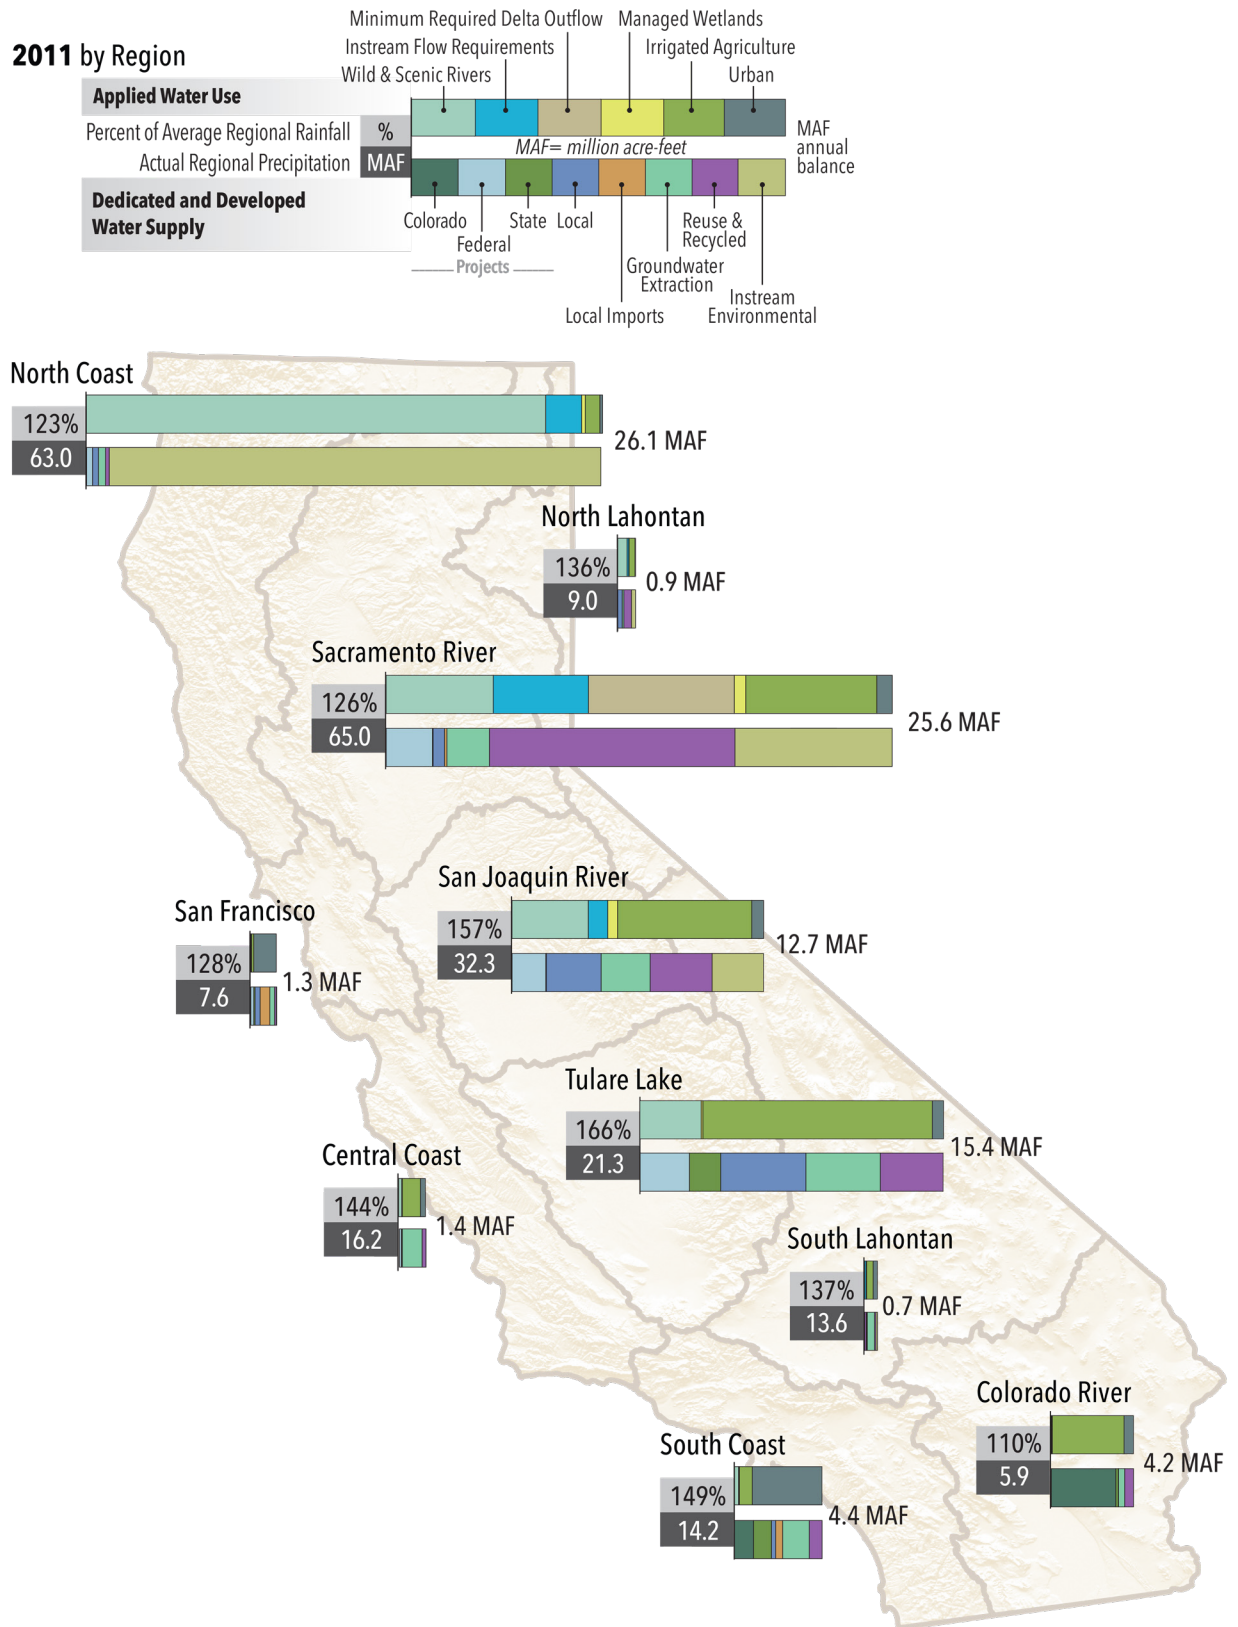 Minimum Required Delta Outflow
Managed Wetlands
Instream Flow Requirements
Irrigated Agriculture
2011 by Region
Wild & Scenic Rivers
Urban
Applied Water Use
Percent of Average Regional Rainfall
%
MAF= million acre-feet
MAF
annual
balance
Actual Regional Precipitation
MAF
Dedicated and Developed
Water Supply
Colorado
State
Local
Reuse &
Recycled
Federal
Projects
Groundwater
Extraction
Instream
Environmental
Local Imports
North Coast
123%
63.0
26.1 MAF
North Lahontan
136%
9.0
0.9 MAF
Sacramento River
126%
65.0
25.6 MAF
San Joaquin River
157%
32.3
12.7 MAF
San Francisco
128%
7.6
1.3 MAF
Tulare Lake
166%
21.3
15.4 MAF
Central Coast
144%
16.2
1.4 MAF
South Lahontan
137%
13.6
0.7 MAF
Colorado River
110%
5.9
4.2 MAF
South Coast
149%
14.2
4.4 MAF